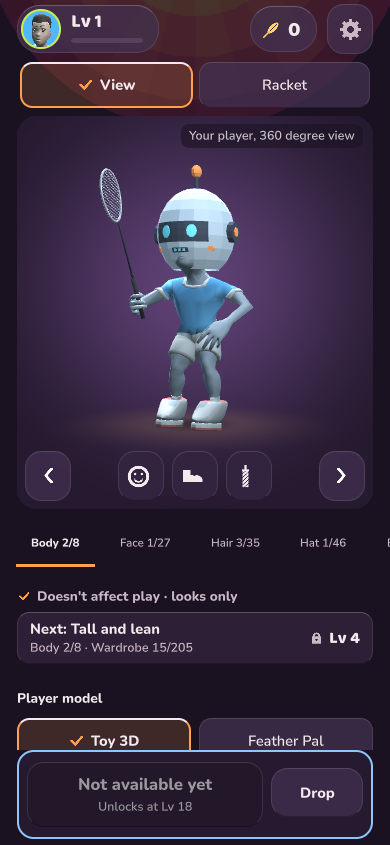 Lv 1
0
View
Racket
Your player, 360 degree view
Body 2/8
Face 1/27
Hair 3/35
Hat 1/46
Doesn't affect play · looks only
Next: Tall and lean
Body 2/8 · Wardrobe 15/205
Lv 4
Player model
Toy 3D
Feather Pal
Not available yet
Unlocks at Lv 18
Drop